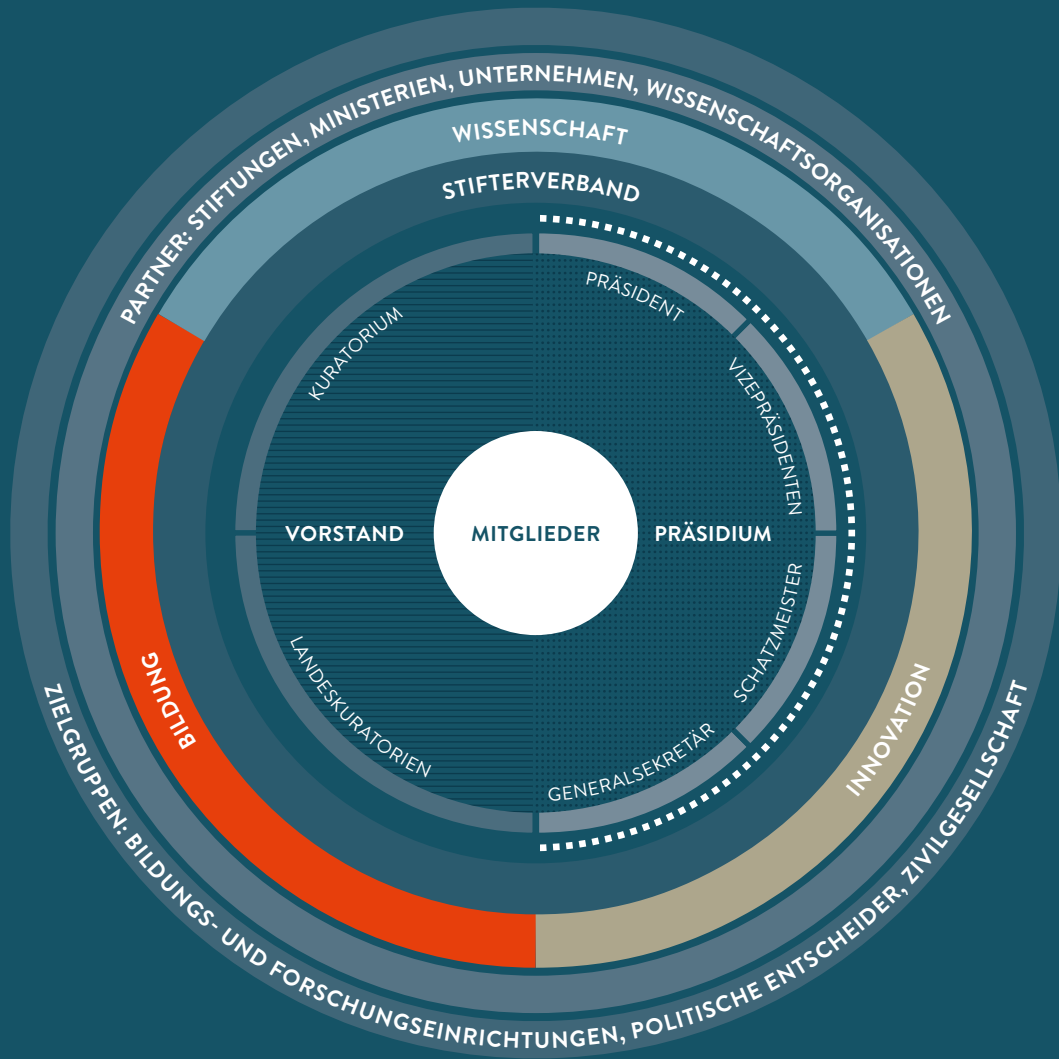 PARTNER: STIFTUNGEN, MINISTERIEN, UNTERNEHMEN, WISSENSCHAFTSORGANISATIONEN
WISSENSCHAFT
STIFTERVERBAND
PRÄSIDENT
KURATORIUM
VIZEPRÄSIDENTEN
VORSTAND
MITGLIEDER
PRÄSIDIUM
SCHATZMEISTER
LANDESKURATORIEN
GENERALSEKRETÄR
BILDUNG
INNOVATION
ZIELGRUPPEN: BILDUNGS- UND FORSCHUNGSEINRICHTUNGEN, POLITISCHE ENTSCHEIDER, ZIVILGESELLSCHAFT